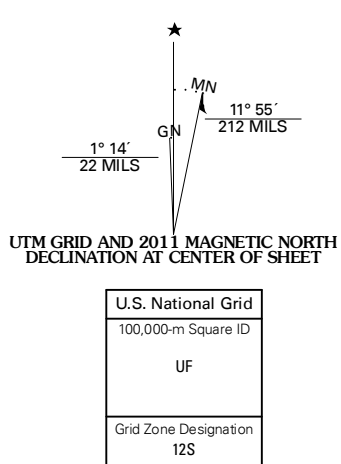 ★
MN
GN
11° 55´
212 MILS
1° 14´
22 MILS
UTM GRID AND 2011 MAGNETIC NORTH
DECLINATION AT CENTER OF SHEET
U.S. National Grid
100,000-m Square ID
UF
Grid Zone Designation
12S